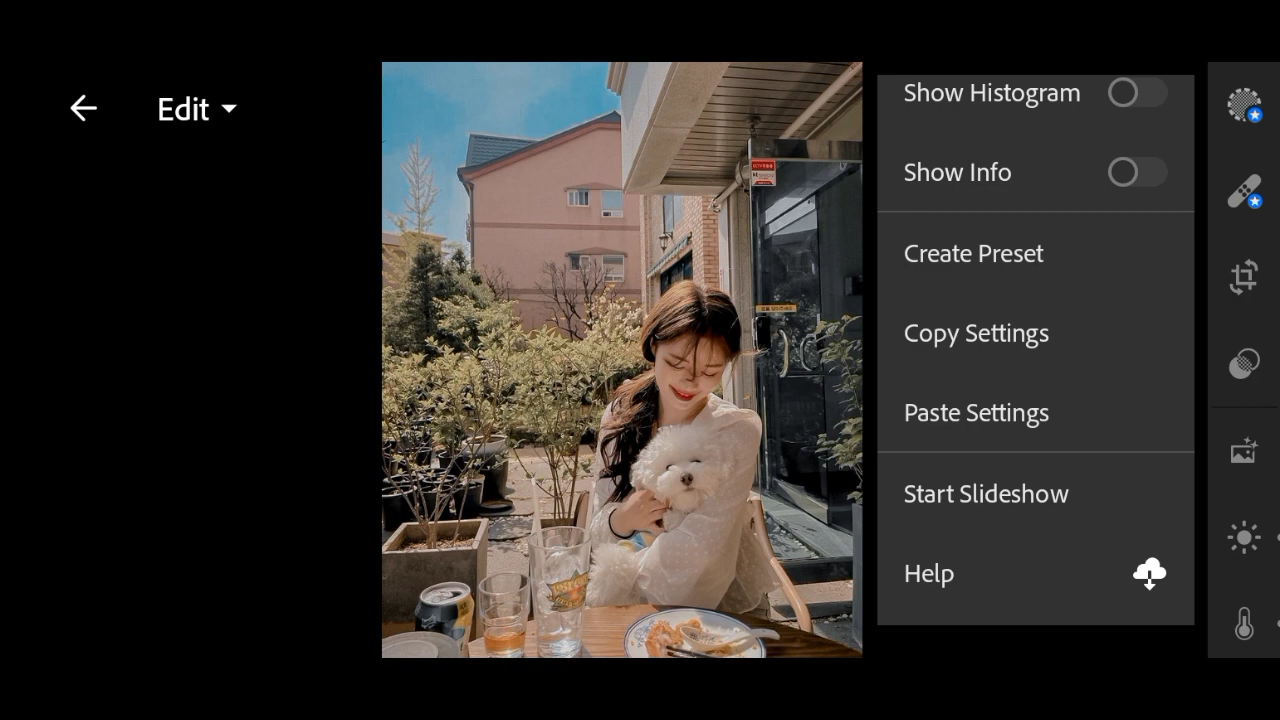 Edit
Show Histogram
Show Info
Create Preset
Copy Settings
Paste Settings
Start Slideshow
Help